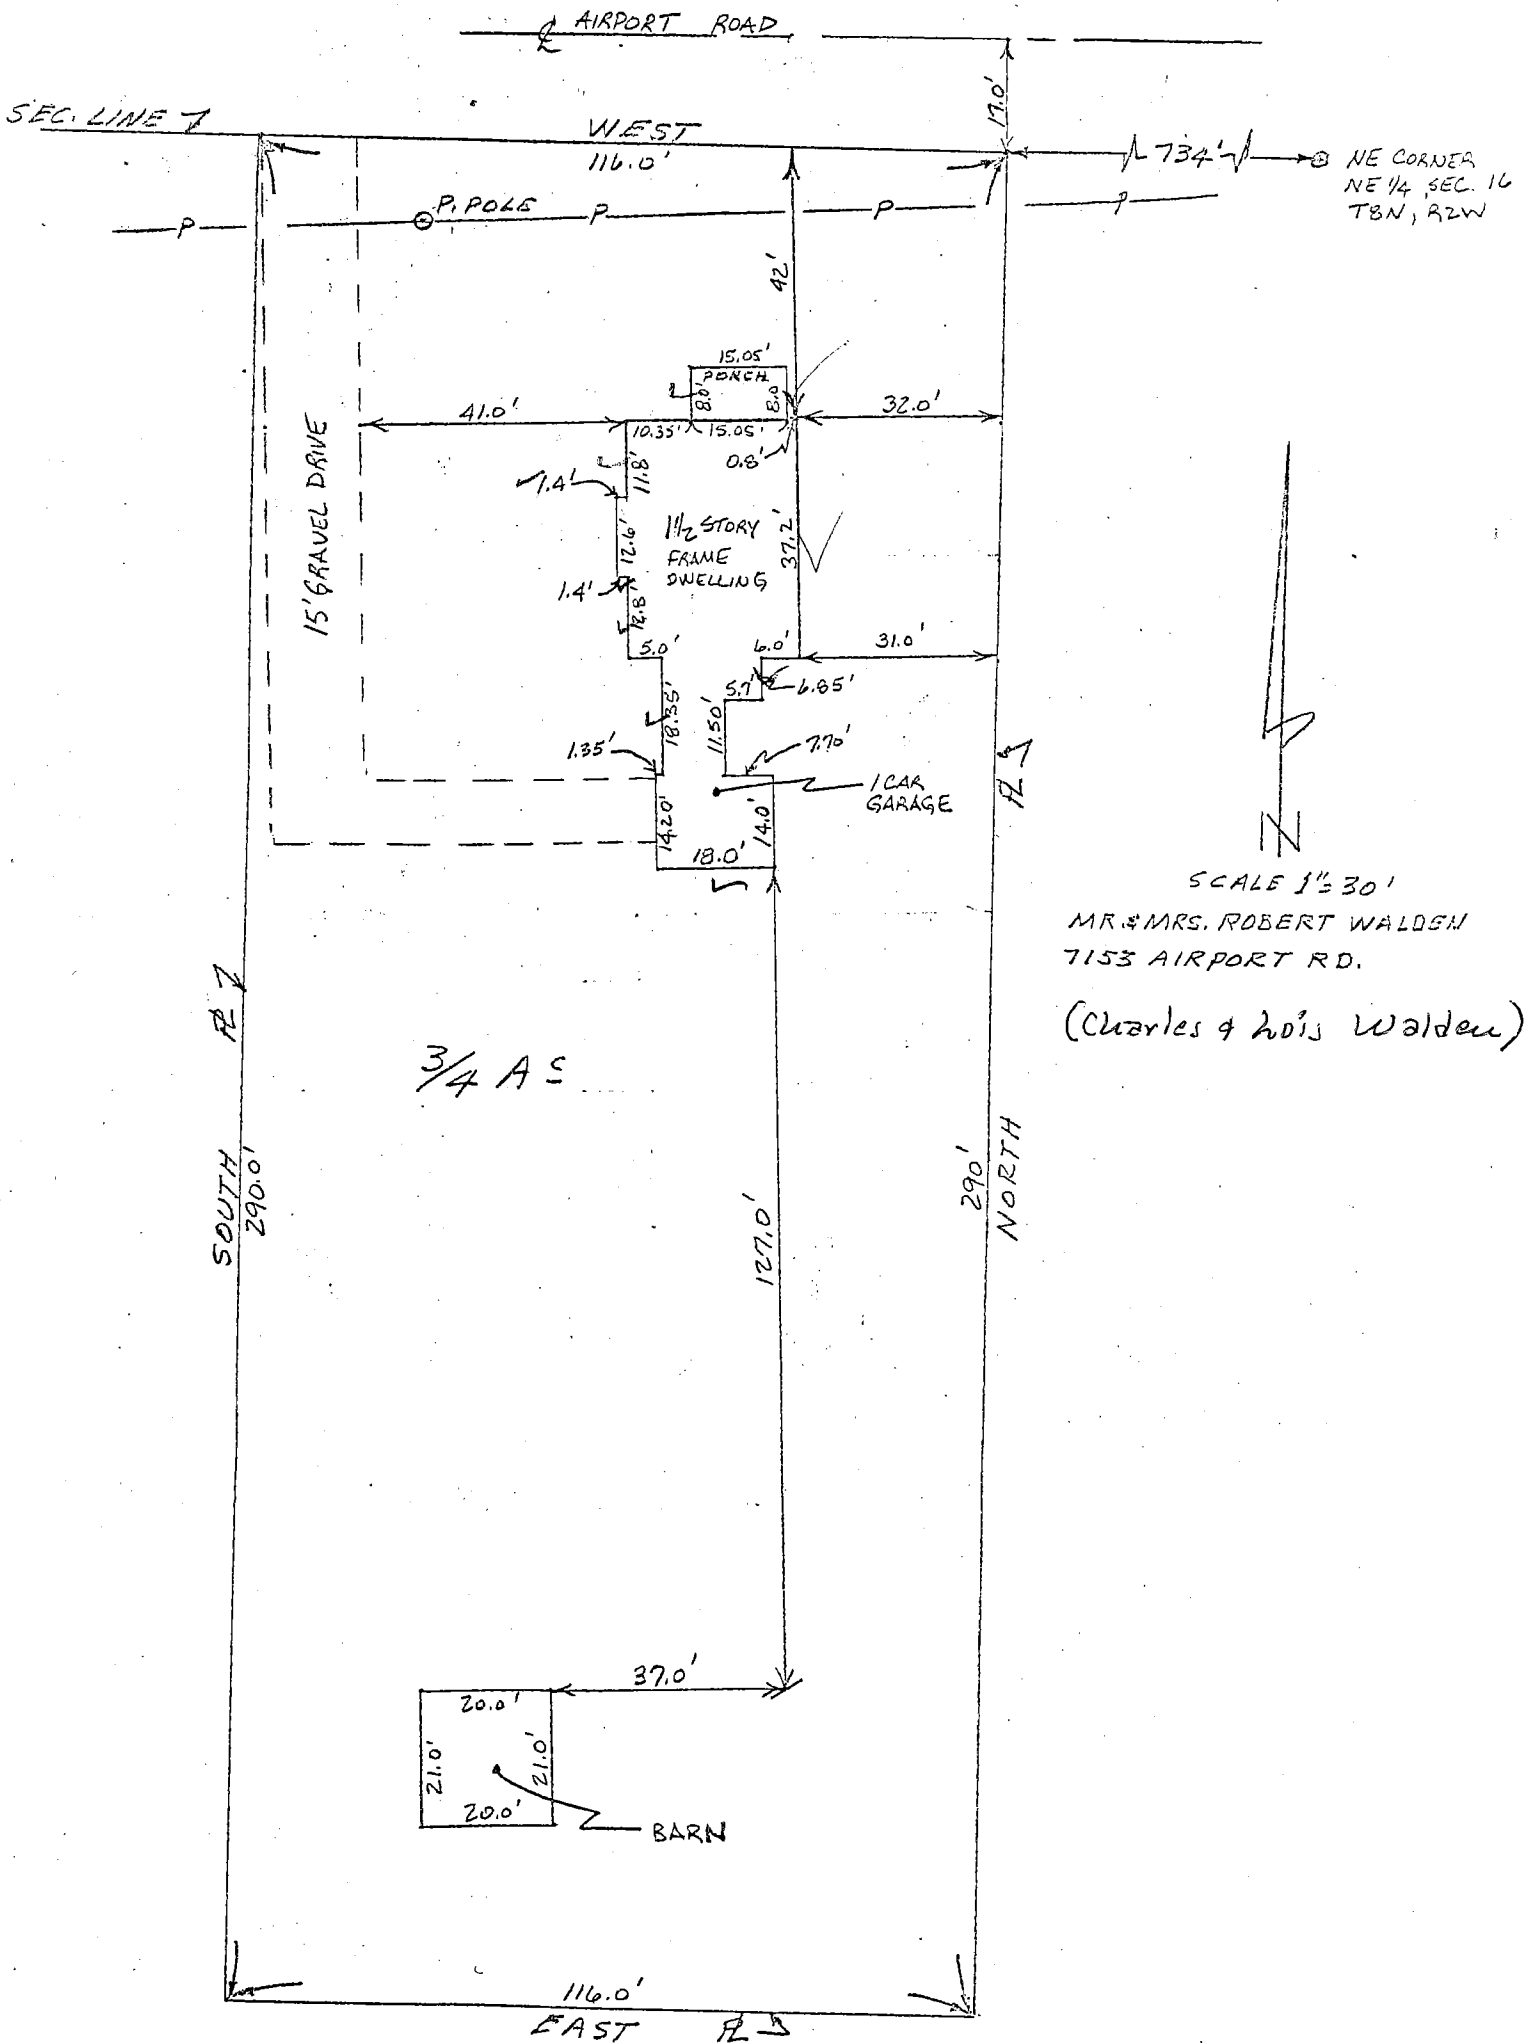 ℄ AIRPORT ROAD
SEC. LINE
WEST
116.0'
17.0'
734'
NE CORNER
NE 1/4, SEC. 16
T8N, R2W
P P. POLE P P P
42'
15.05'
PORCH
8.0' 8.0'
41.0'
32.0'
10.35' 15.05'
0.8'
15' GRAVEL DRIVE
11.8'
1.4'
12.6'
1 1/2 STORY
FRAME
DWELLING
37.2'
1.4'
12.8'
5.0'
6.0'
31.0'
6.85'
5.7'
18.35'
11.50'
1.35'
7.70'
1 CAR
GARAGE
14.20'
14.0'
18.0'
PL
N
SCALE 1"=30'
MR. & MRS. ROBERT WALDEN
7153 AIRPORT RD.
(Charles & Lois Walden)
PL
3/4 A
SOUTH
290.0'
290'
NORTH
127.0'
37.0'
20.0'
21.0'
21.0'
20.0'
BARN
116.0'
EAST
PL